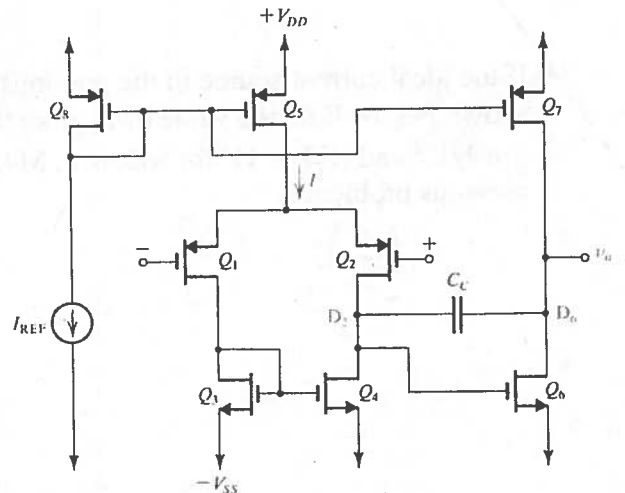 +V_DD
Q_8
Q_5
Q_7
I
−
Q_1
Q_2
+
C_C
v_o
D_2
D_6
I_REF
Q_3
Q_4
Q_6
−V_SS